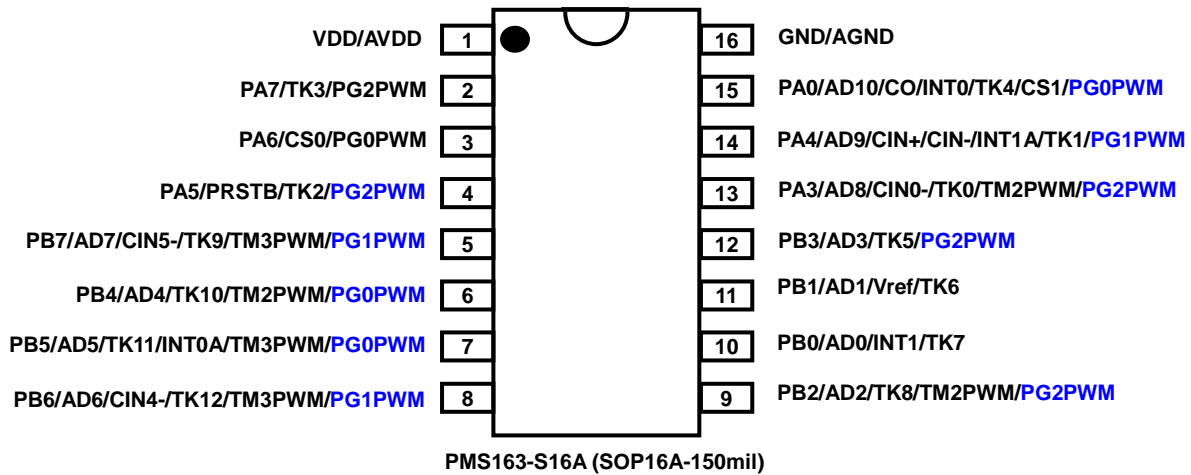 VDD/AVDD 1 16 GND/AGND
PA7/TK3/PG2PWM 2 15 PA0/AD10/CO/INT0/TK4/CS1/PG0PWM
PA6/CS0/PG0PWM 3 14 PA4/AD9/CIN+/CIN-/INT1A/TK1/PG1PWM
PA5/PRSTB/TK2/PG2PWM 4 13 PA3/AD8/CIN0-/TK0/TM2PWM/PG2PWM
PB7/AD7/CIN5-/TK9/TM3PWM/PG1PWM 5 12 PB3/AD3/TK5/PG2PWM
PB4/AD4/TK10/TM2PWM/PG0PWM 6 11 PB1/AD1/Vref/TK6
PB5/AD5/TK11/INT0A/TM3PWM/PG0PWM 7 10 PB0/AD0/INT1/TK7
PB6/AD6/CIN4-/TK12/TM3PWM/PG1PWM 8 9 PB2/AD2/TK8/TM2PWM/PG2PWM
PMS163-S16A (SOP16A-150mil)